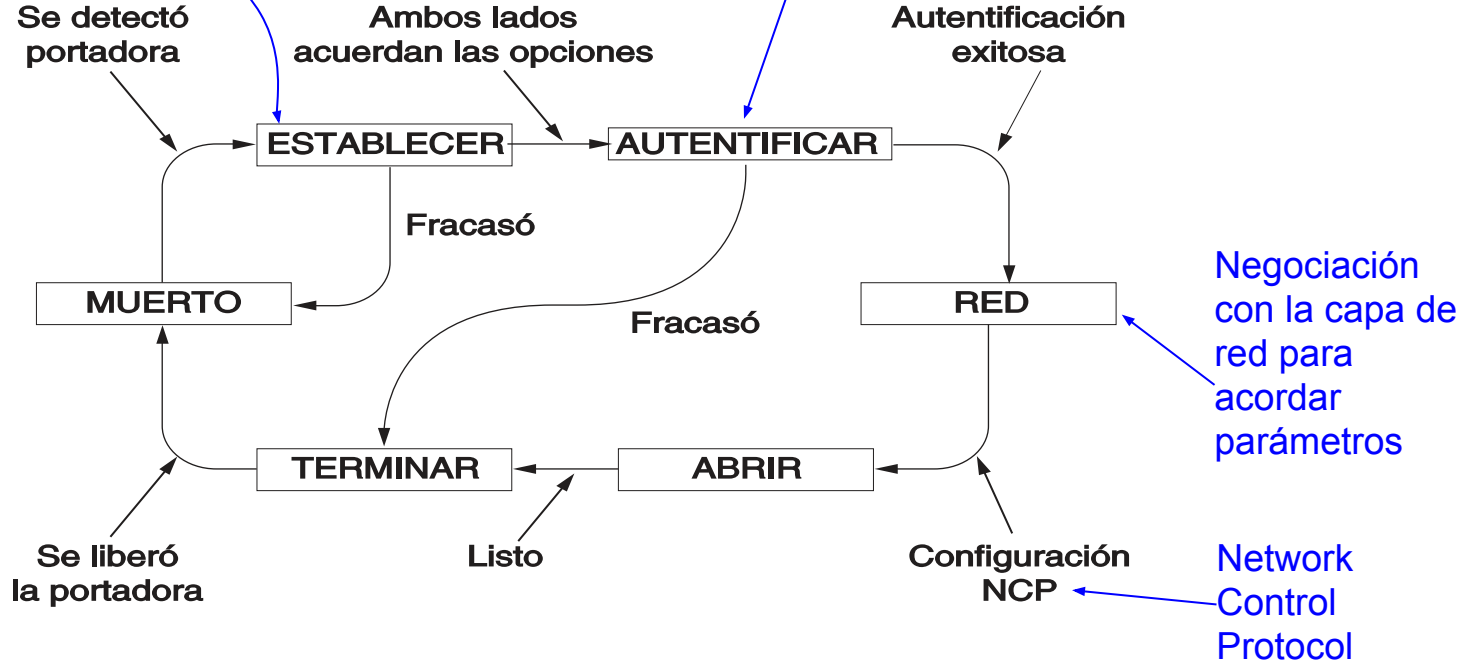 Se detectó
portadora
Ambos lados
acuerdan las opciones
Autentificación
exitosa
ESTABLECER
AUTENTIFICAR
Fracasó
MUERTO
Fracasó
RED
Negociación
con la capa de
red para
acordar
parámetros
TERMINAR
ABRIR
Se liberó
la portadora
Listo
Configuración
NCP
Network
Control
Protocol